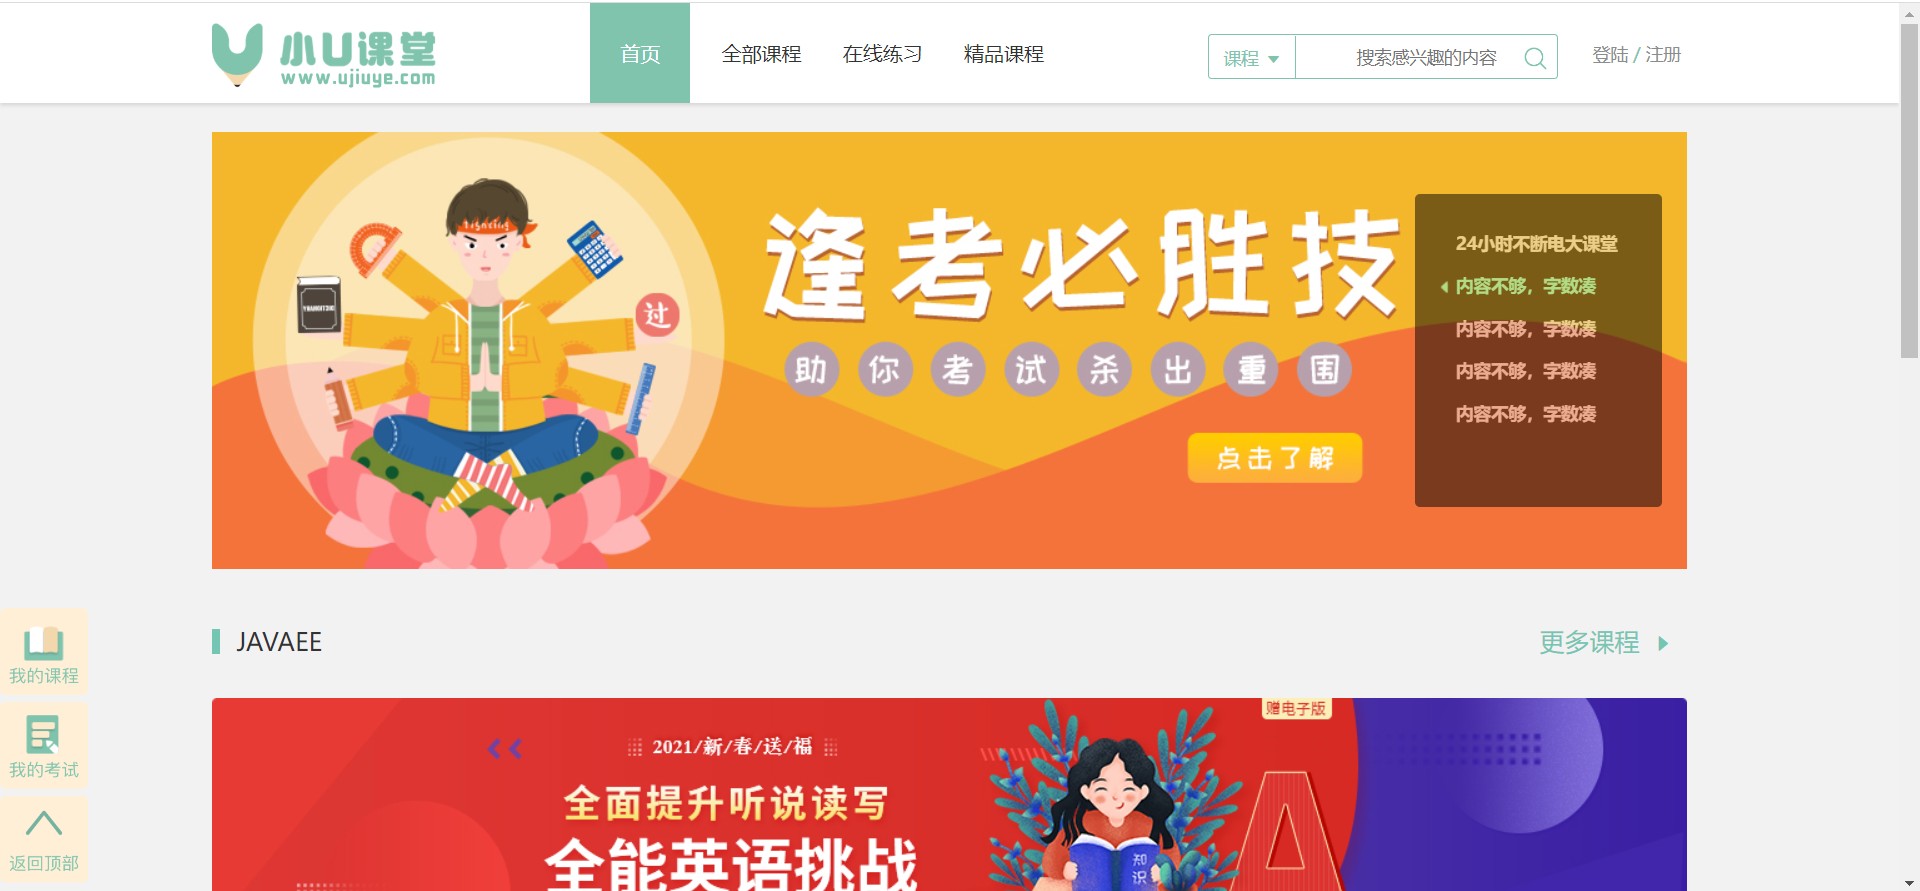 小U课堂
www.ujiuye.com
首页
全部课程
在线练习
精品课程
课程
搜索感兴趣的内容
登陆 / 注册
逢考必胜技
助你考试杀出重围
点击了解
过
24小时不断电大课堂
内容不够，字数凑
内容不够，字数凑
内容不够，字数凑
内容不够，字数凑
JAVAEE
更多课程
我的课程
我的考试
返回顶部
赠电子版
2021/新/春/送/福
全面提升听说读写
全能英语挑战
A
知识